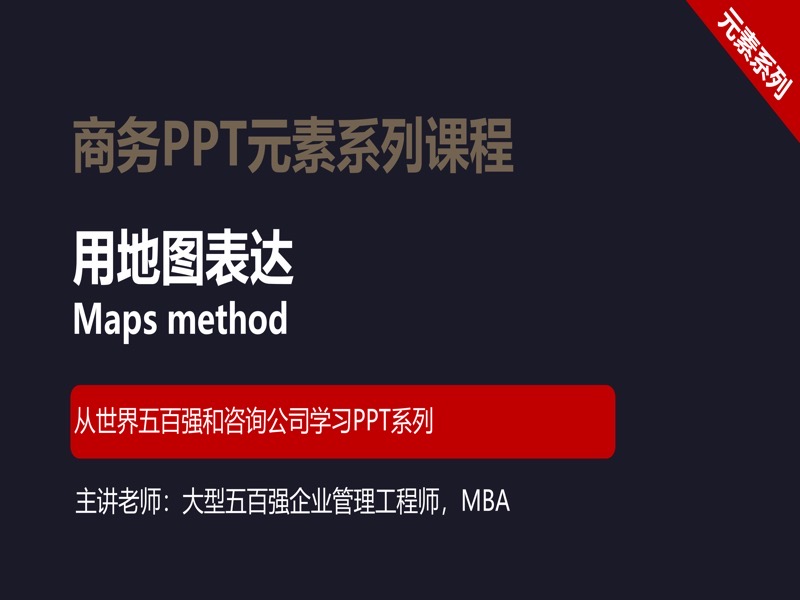 元素系列
商务PPT元素系列课程
用地图表达
Maps method
从世界五百强和咨询公司学习PPT系列
主讲老师：大型五百强企业管理工程师，MBA